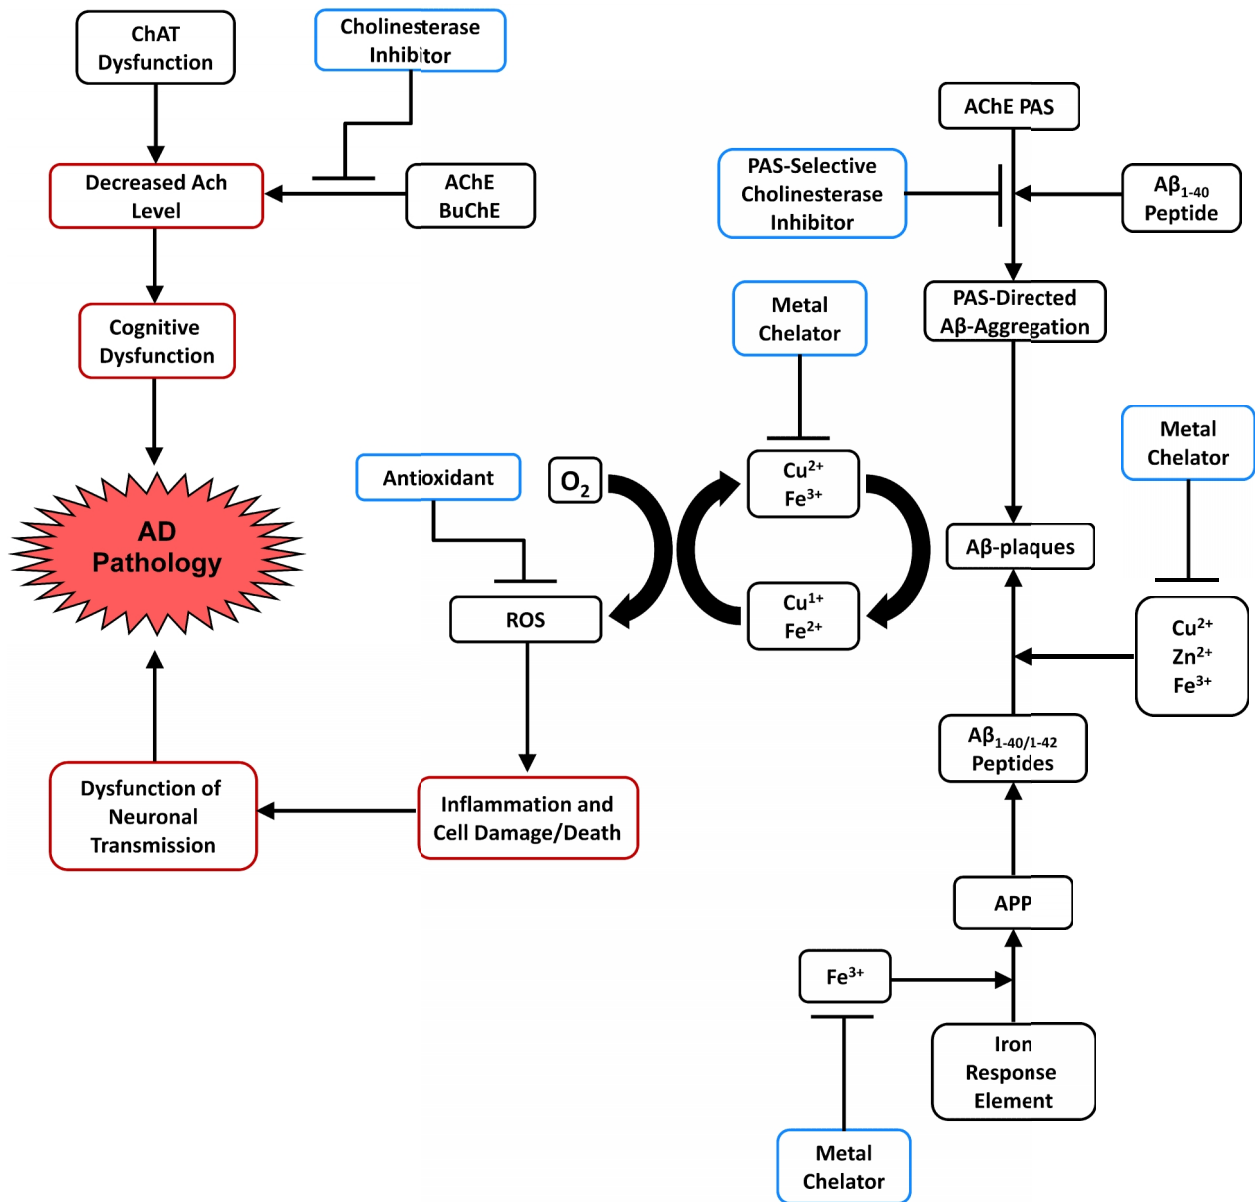 ChAT
Dysfunction
Cholinesterase
Inhibitor
AChE PAS
Decreased Ach
Level
AChE
BuChE
PAS-Selective
Cholinesterase
Inhibitor
Aβ₁₋₄₀
Peptide
Cognitive
Dysfunction
Metal
Chelator
PAS-Directed
Aβ-Aggregation
Metal
Chelator
Antioxidant
O₂
Cu²⁺
Fe³⁺
AD
Pathology
Aβ-plaques
ROS
Cu¹⁺
Fe²⁺
Cu²⁺
Zn²⁺
Fe³⁺
Aβ₁₋₄₀/₁₋₄₂
Peptides
Dysfunction of
Neuronal
Transmission
Inflammation and
Cell Damage/Death
APP
Fe³⁺
Iron
Response
Element
Metal
Chelator